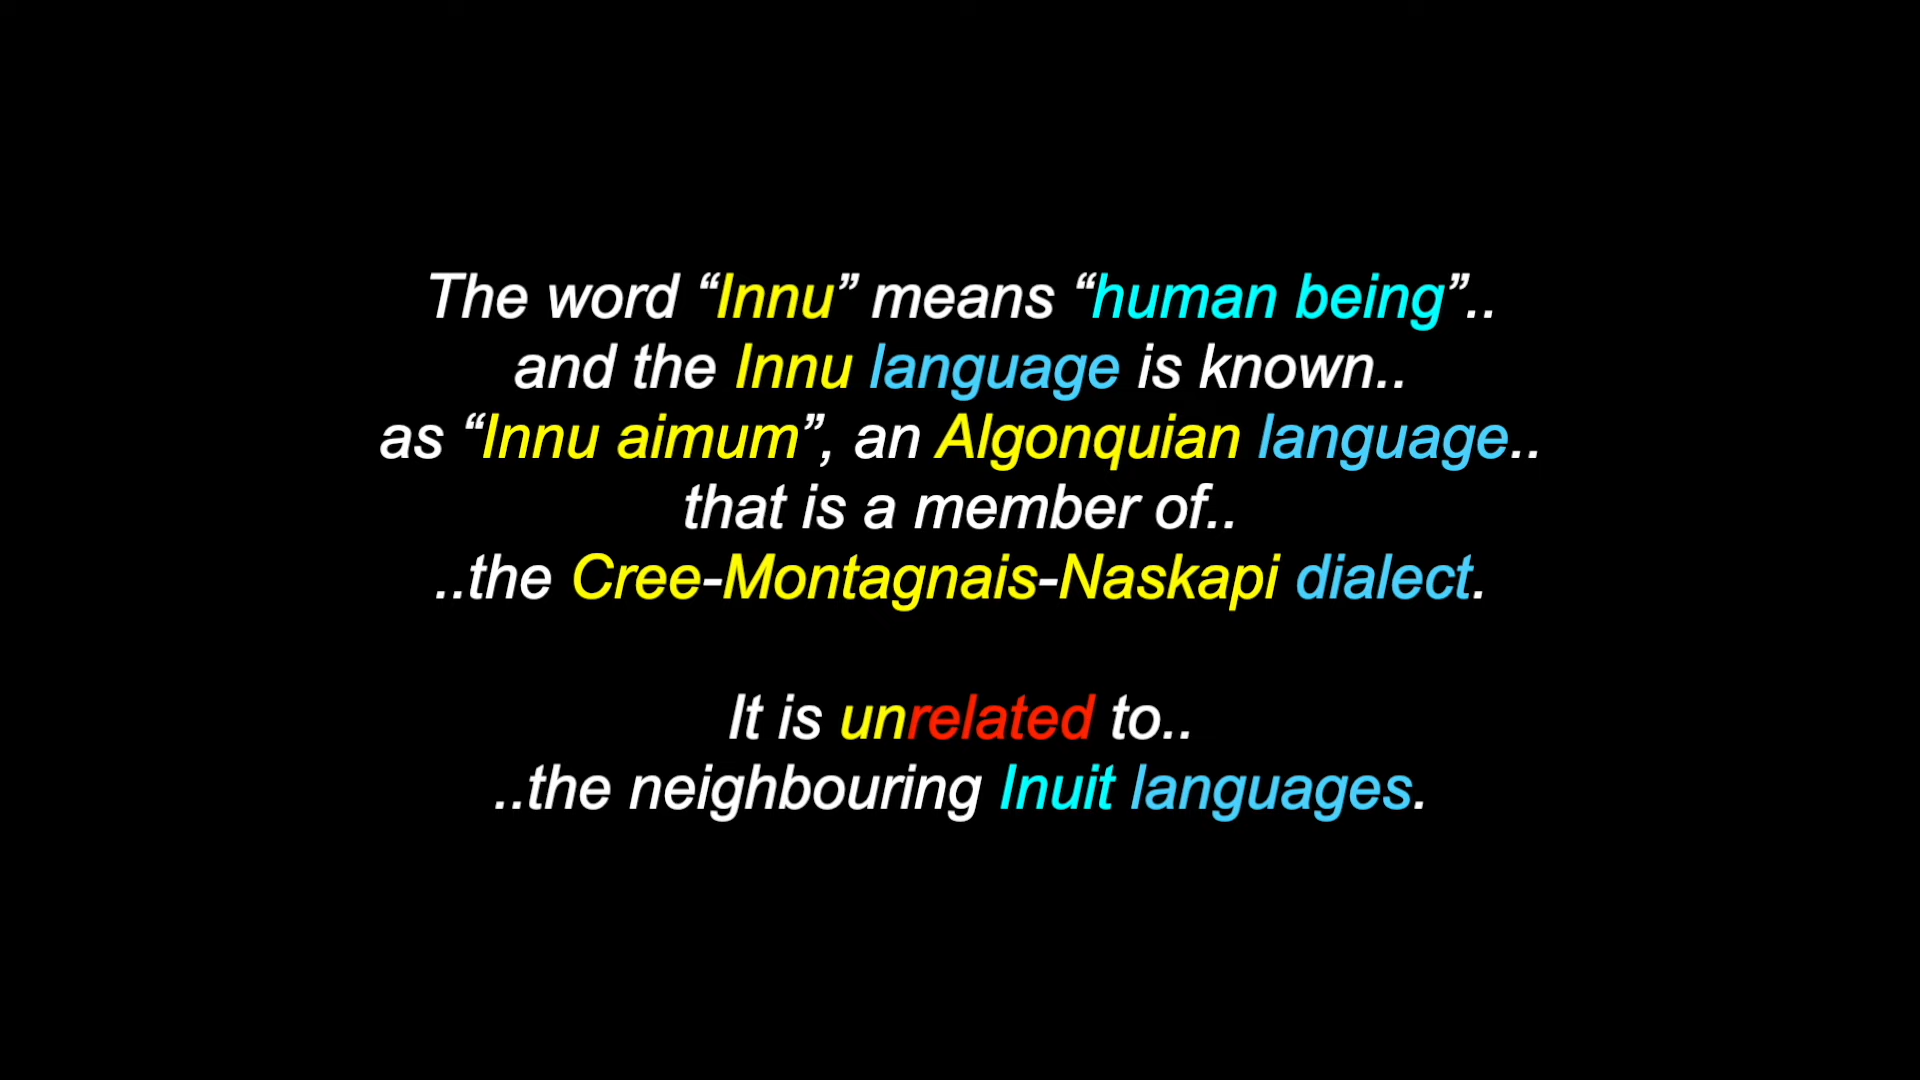 The word “Innu” means “human being”..
and the Innu language is known..
as “Innu aimum”, an Algonquian language..
that is a member of..
..the Cree-Montagnais-Naskapi dialect.
It is unrelated to..
..the neighbouring Inuit languages.